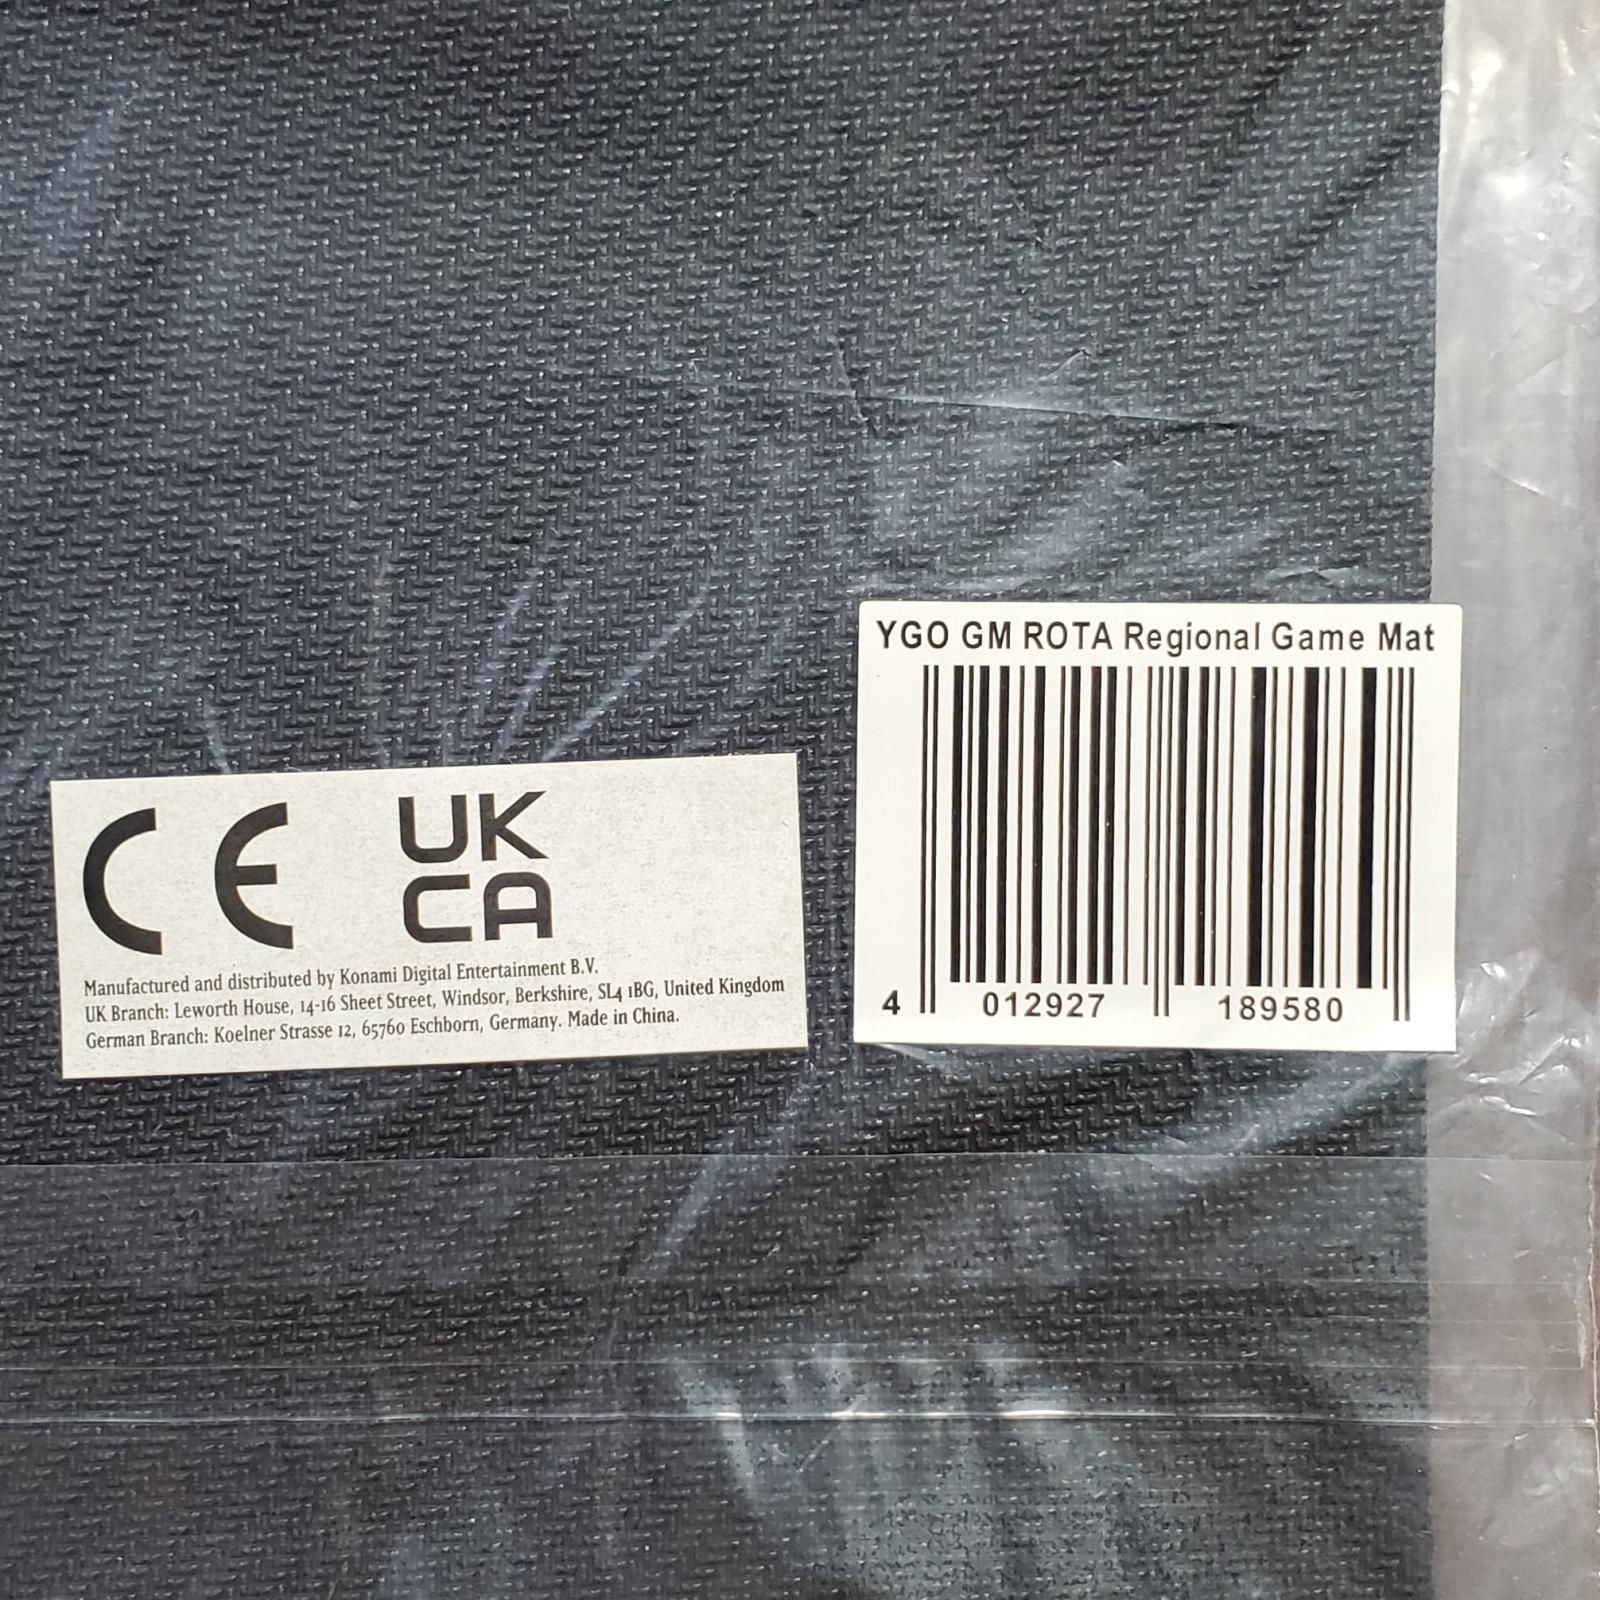 YGO GM ROTA Regional Game Mat
4 012927 189580
CE UK
CA
Manufactured and distributed by Konami Digital Entertainment B.V.
UK Branch: Leworth House, 14-16 Sheet Street, Windsor, Berkshire, SL4 1BG, United Kingdom
German Branch: Koelner Strasse 12, 65760 Eschborn, Germany. Made in China.